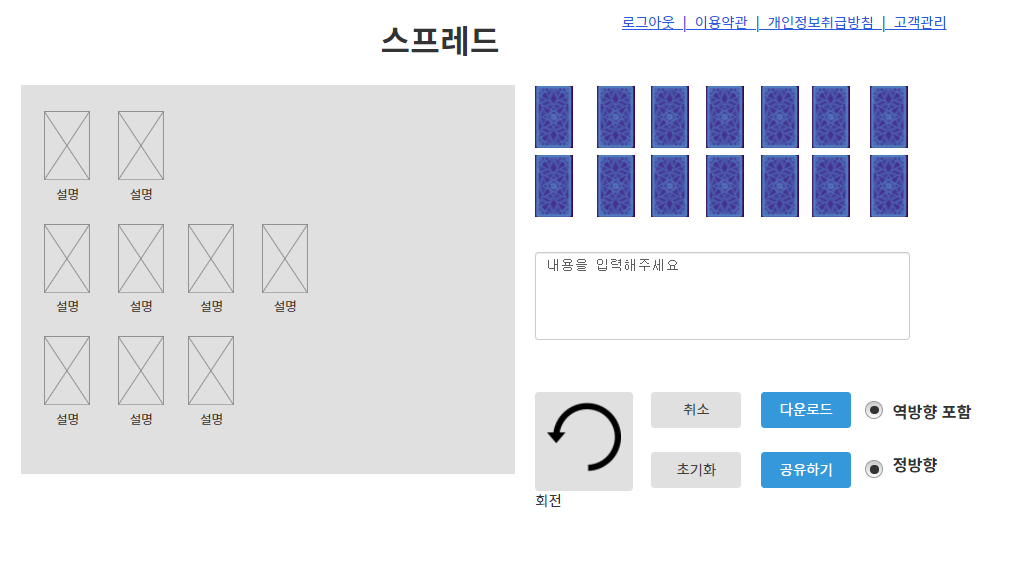 로그아웃 | 이용약관 | 개인정보취급방침 | 고객관리
스프레드
설명 설명
설명 설명 설명 설명
설명 설명 설명
내용을 입력해주세요
취소 다운로드 역방향 포함
초기화 공유하기 정방향
회전